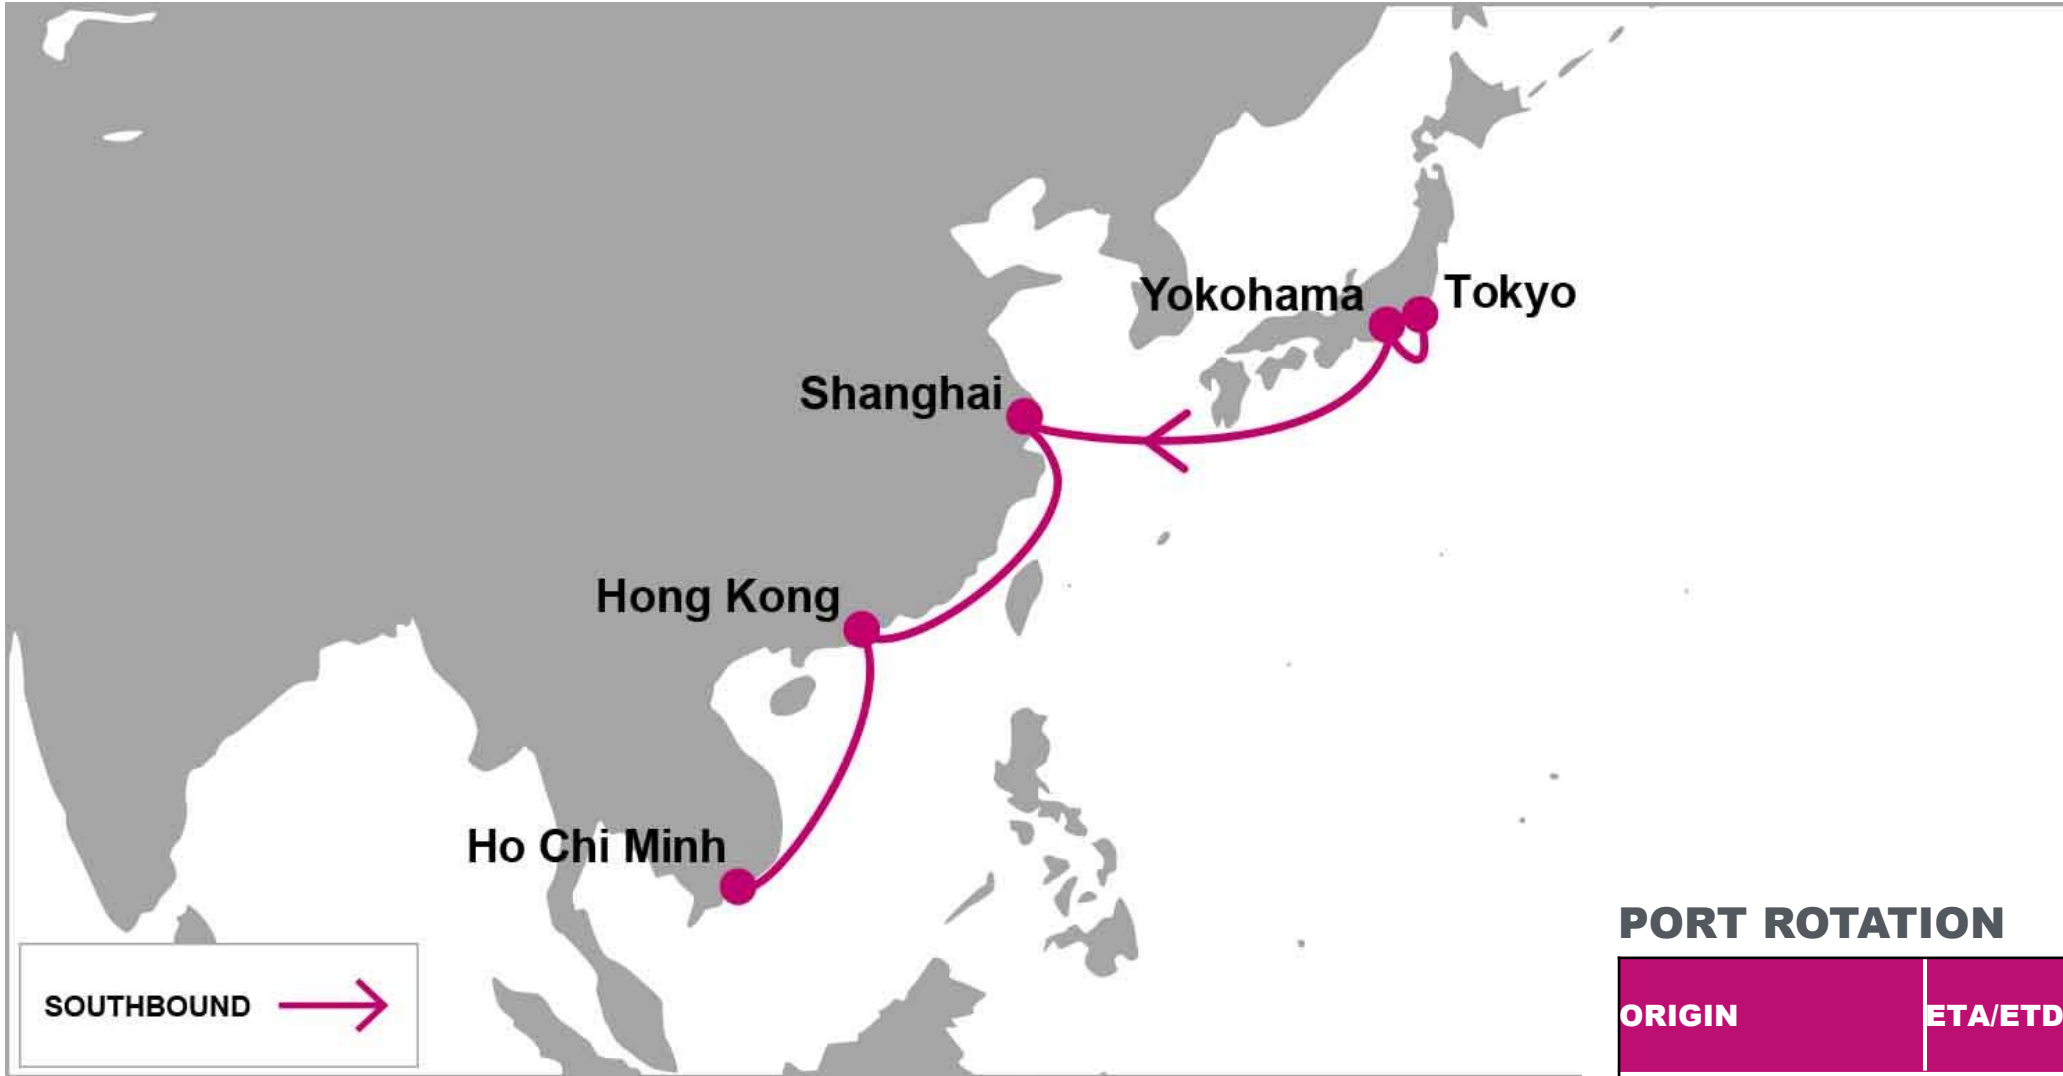 Yokohama
Tokyo
Shanghai
Hong Kong
Ho Chi Minh
SOUTHBOUND
PORT ROTATION
ORIGIN
ETA/ETD